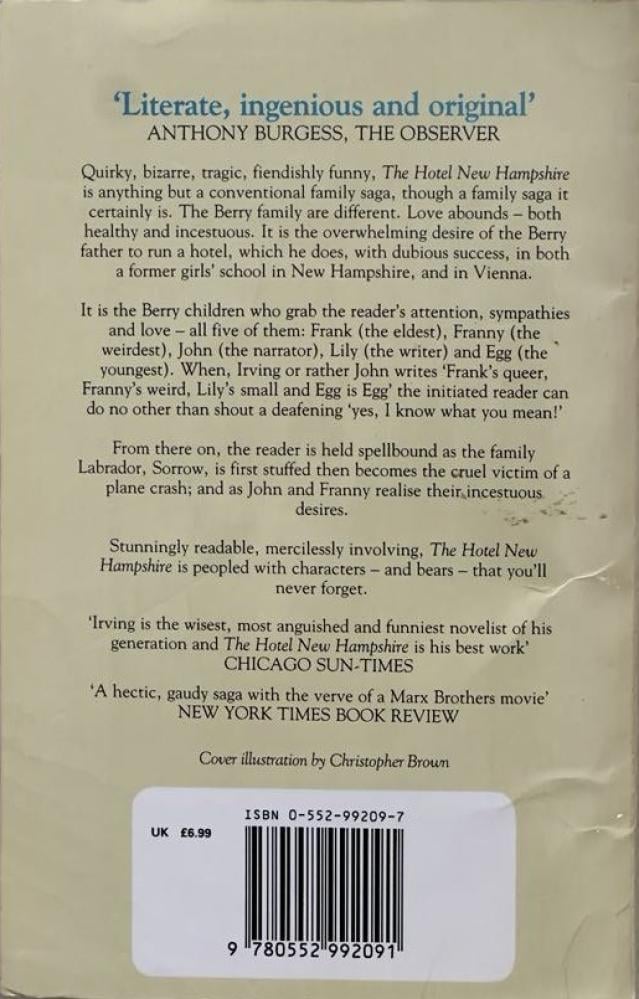 ‘Literate, ingenious and original’
ANTHONY BURGESS, THE OBSERVER
Quirky, bizarre, tragic, fiendishly funny, The Hotel New Hampshire
is anything but a conventional family saga, though a family saga it
certainly is. The Berry family are different. Love abounds – both
healthy and incestuous. It is the overwhelming desire of the Berry
father to run a hotel, which he does, with dubious success, in both
a former girls’ school in New Hampshire, and in Vienna.
It is the Berry children who grab the reader’s attention, sympathies
and love – all five of them: Frank (the eldest), Franny (the
weirdest), John (the narrator), Lily (the writer) and Egg (the
youngest). When, Irving or rather John writes ‘Frank’s queer,
Franny’s weird, Lily’s small and Egg is Egg’ the initiated reader can
do no other than shout a deafening ‘yes, I know what you mean!’
From there on, the reader is held spellbound as the family
Labrador, Sorrow, is first stuffed then becomes the cruel victim of a
plane crash; and as John and Franny realise their incestuous
desires.
Stunningly readable, mercilessly involving, The Hotel New
Hampshire is peopled with characters – and bears – that you’ll
never forget.
‘Irving is the wisest, most anguished and funniest novelist of his
generation and The Hotel New Hampshire is his best work’
CHICAGO SUN-TIMES
‘A hectic, gaudy saga with the verve of a Marx Brothers movie’
NEW YORK TIMES BOOK REVIEW
Cover illustration by Christopher Brown
ISBN 0-552-99209-7
UK £6.99
9 780552 992091